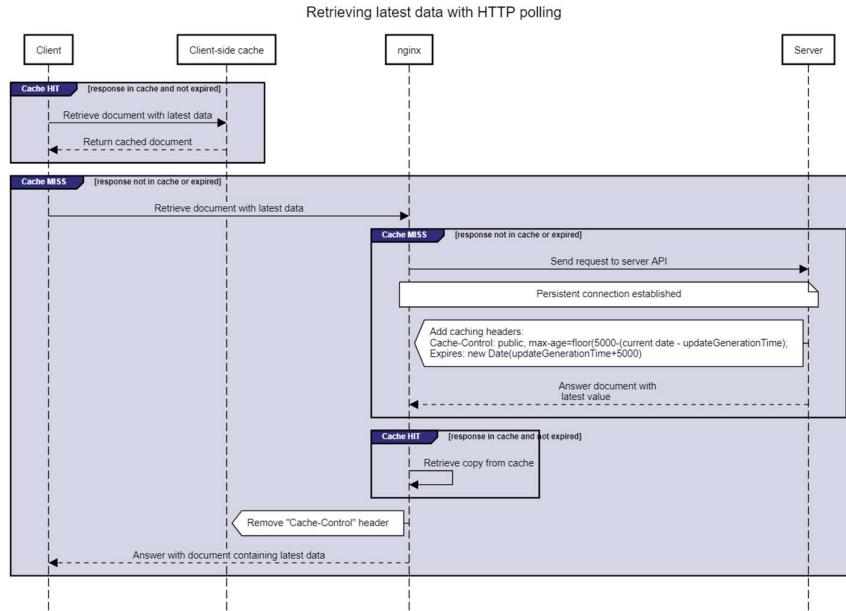 Retrieving latest data with HTTP polling
Client
Client-side cache
nginx
Server
Cache HIT
[response in cache and not expired]
Retrieve document with latest data
Return cached document
Cache MISS
[response not in cache or expired]
Retrieve document with latest data
Cache MISS
[response not in cache or expired]
Send request to server API
Persistent connection established
Add caching headers:
Cache-Control: public, max-age=floor(5000-(current date - updateGenerationTime);
Expires: new Date(updateGenerationTime+5000)
Answer document with
latest value
Cache HIT
[response in cache and not expired]
Retrieve copy from cache
Remove "Cache-Control" header
Answer with document containing latest data